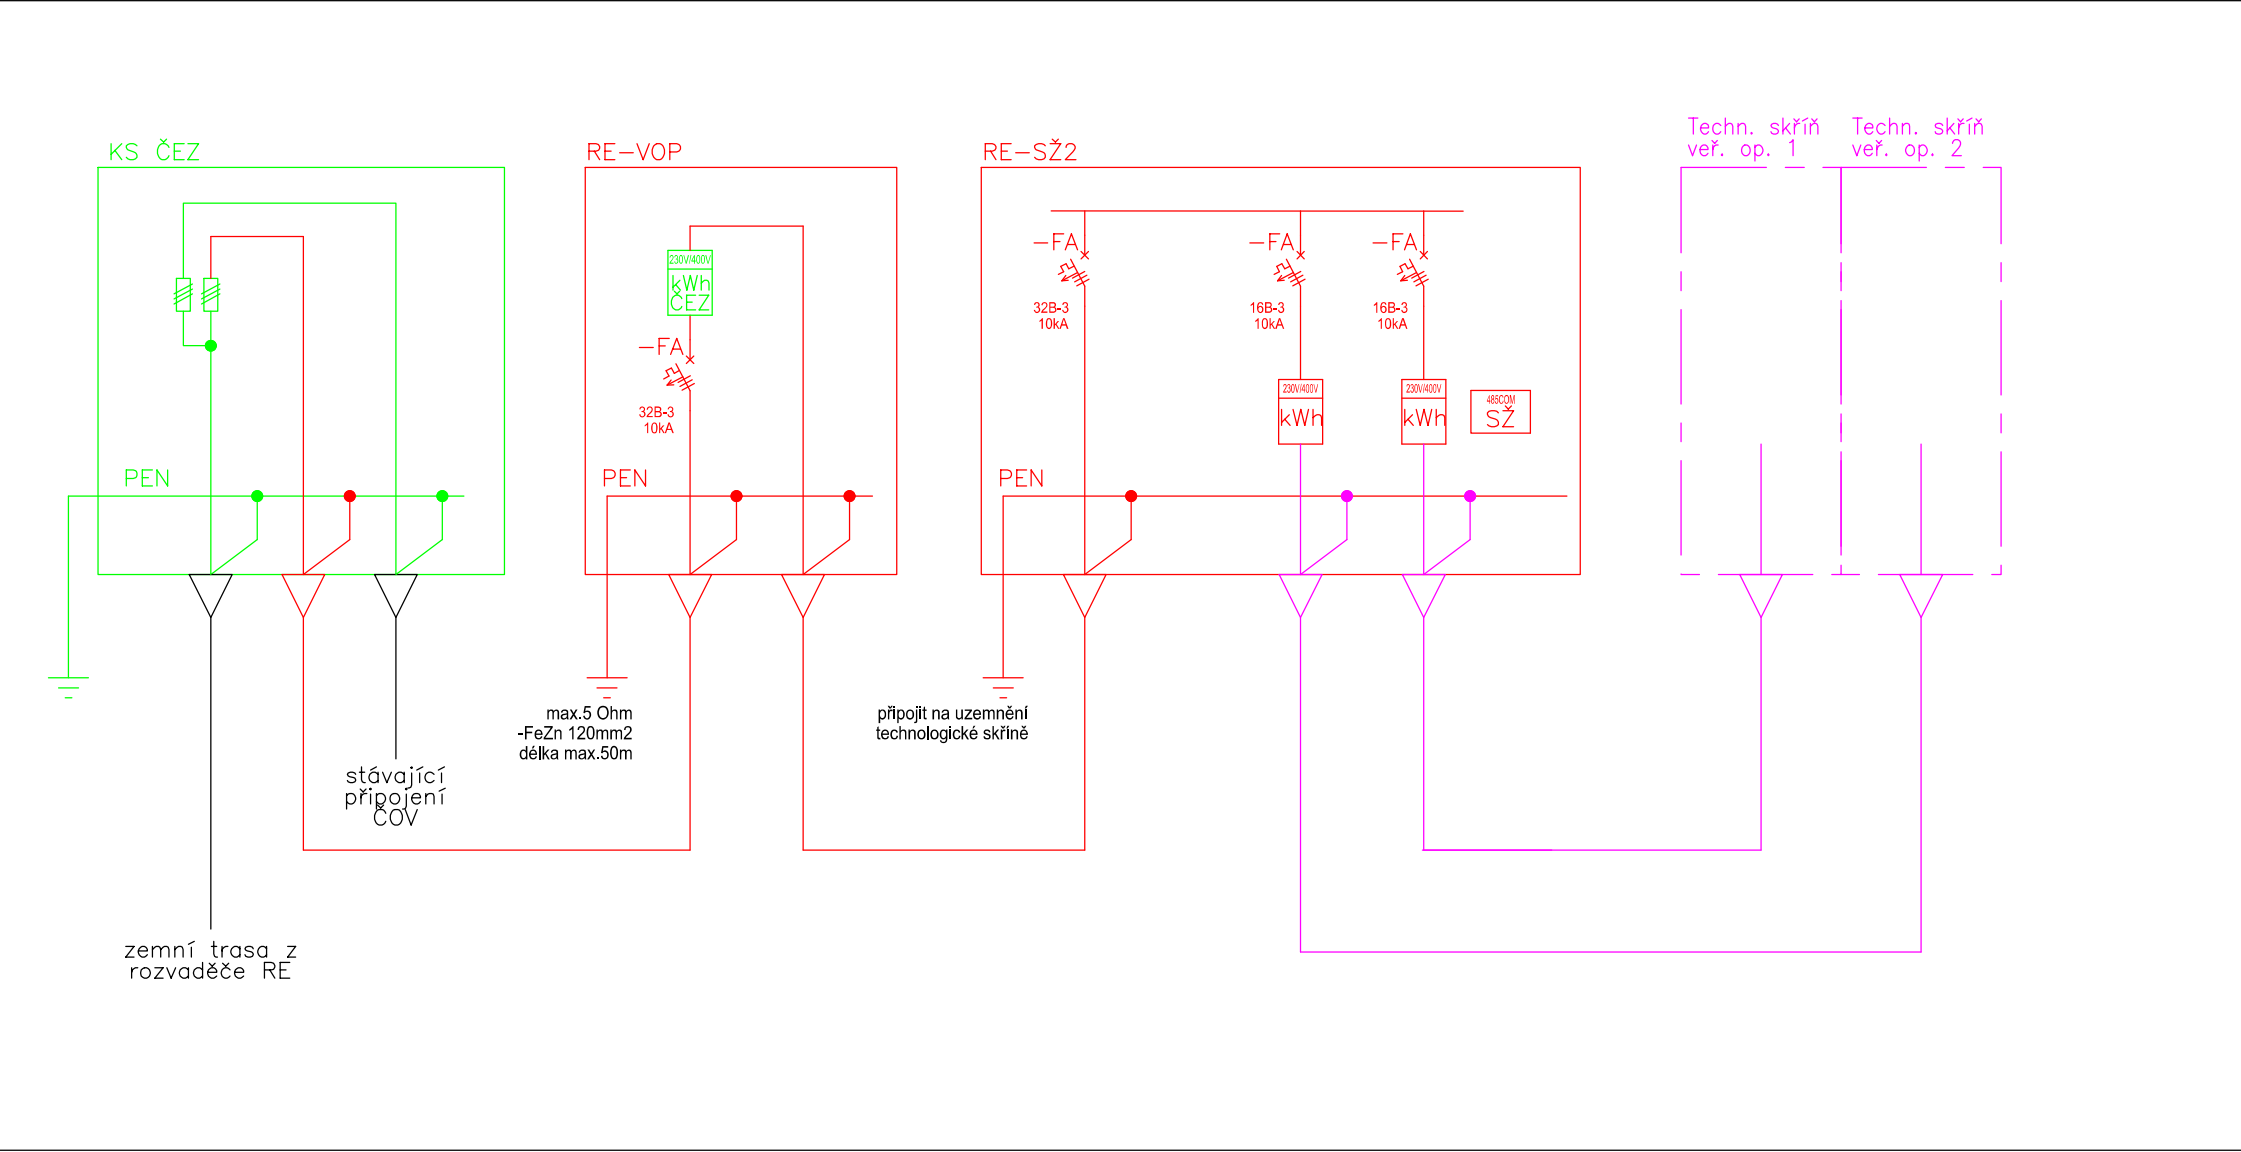 KS ČEZ
PEN
stávající
připojení
ČOV
zemní trasa z
rozvaděče RE
RE-VOP
230V/400V
kWh
ČEZ
-FA
32B-3
10kA
PEN
max.5 Ohm
-FeZn 120mm2
délka max.50m
RE-SŽ2
-FA
32B-3
10kA
-FA
16B-3
10kA
-FA
16B-3
10kA
230V/400V
kWh
230V/400V
kWh
485COM
SŽ
PEN
připojit na uzemnění
technologické skříně
Techn. skříň
veř. op. 1
Techn. skříň
veř. op. 2